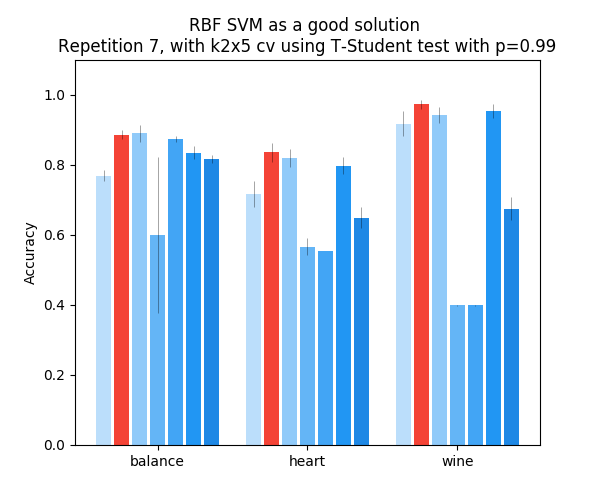 RBF SVM as a good solution
Repetition 7, with k2x5 cv using T-Student test with p=0.99
1.0
0.8
0.6
0.4
0.2
0.0
Accuracy
balance heart wine